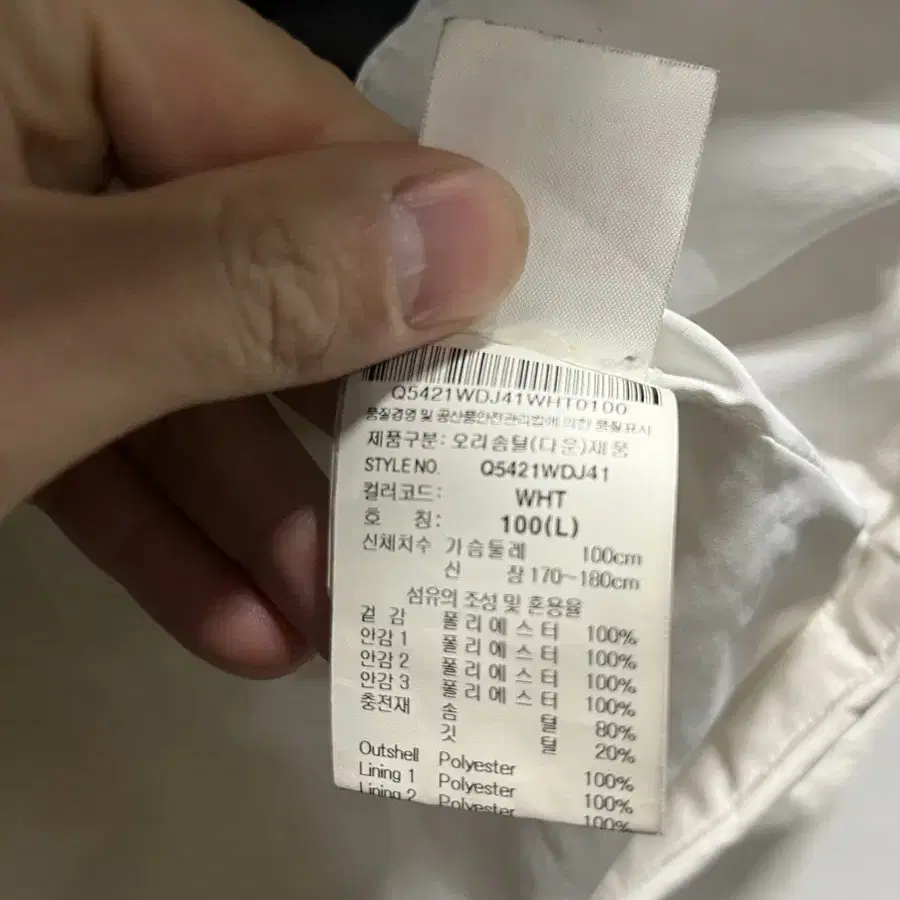 Q5421WDJ41WHT0100
품질경영 및 공산품안전관리법에 의한 품질표시
제품구분: 오리솜털(다운)제품
STYLE NO. Q5421WDJ41
컬러코드: WHT
호 칭: 100(L)
신체치수 가슴둘레 100cm
신 장 170~180cm
섬유의 조성 및 혼용율
겉 감 폴리에스터 100%
안감 1 폴리에스터 100%
안감 2 폴리에스터 100%
안감 3 폴리에스터 100%
충전재 솜 털 80%
깃 털 20%
Outshell Polyester 100%
Lining 1 Polyester 100%
Lining 2 Polyester 100%